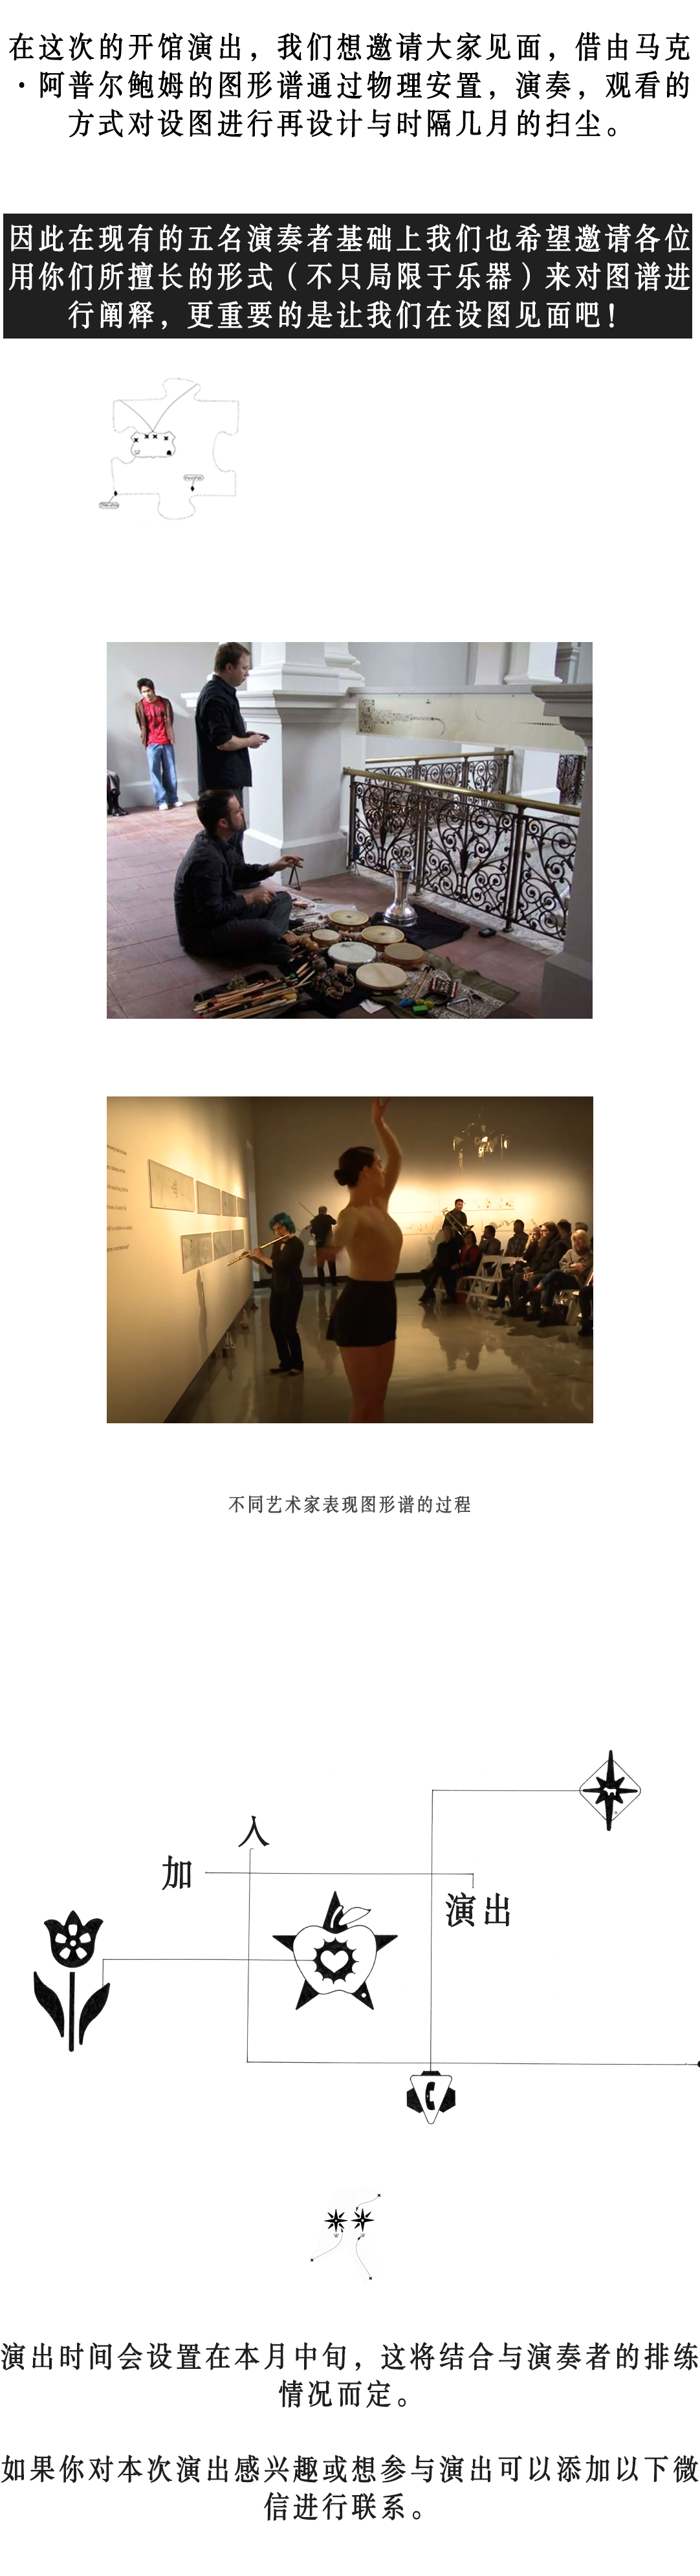 在这次的开馆演出，我们想邀请大家见面，借由马克
·阿普尔鲍姆的图形谱通过物理安置，演奏，观看的
方式对设图进行再设计与时隔几月的扫尘。
因此在现有的五名演奏者基础上我们也希望邀请各位
用你们所擅长的形式（不只局限于乐器）来对图谱进
行阐释，更重要的是让我们在设图见面吧！
不同艺术家表现图形谱的过程
加
入
演出
演出时间会设置在本月中旬，这将结合与演奏者的排练
情况而定。
如果你对本次演出感兴趣或想参与演出可以添加以下微
信进行联系。